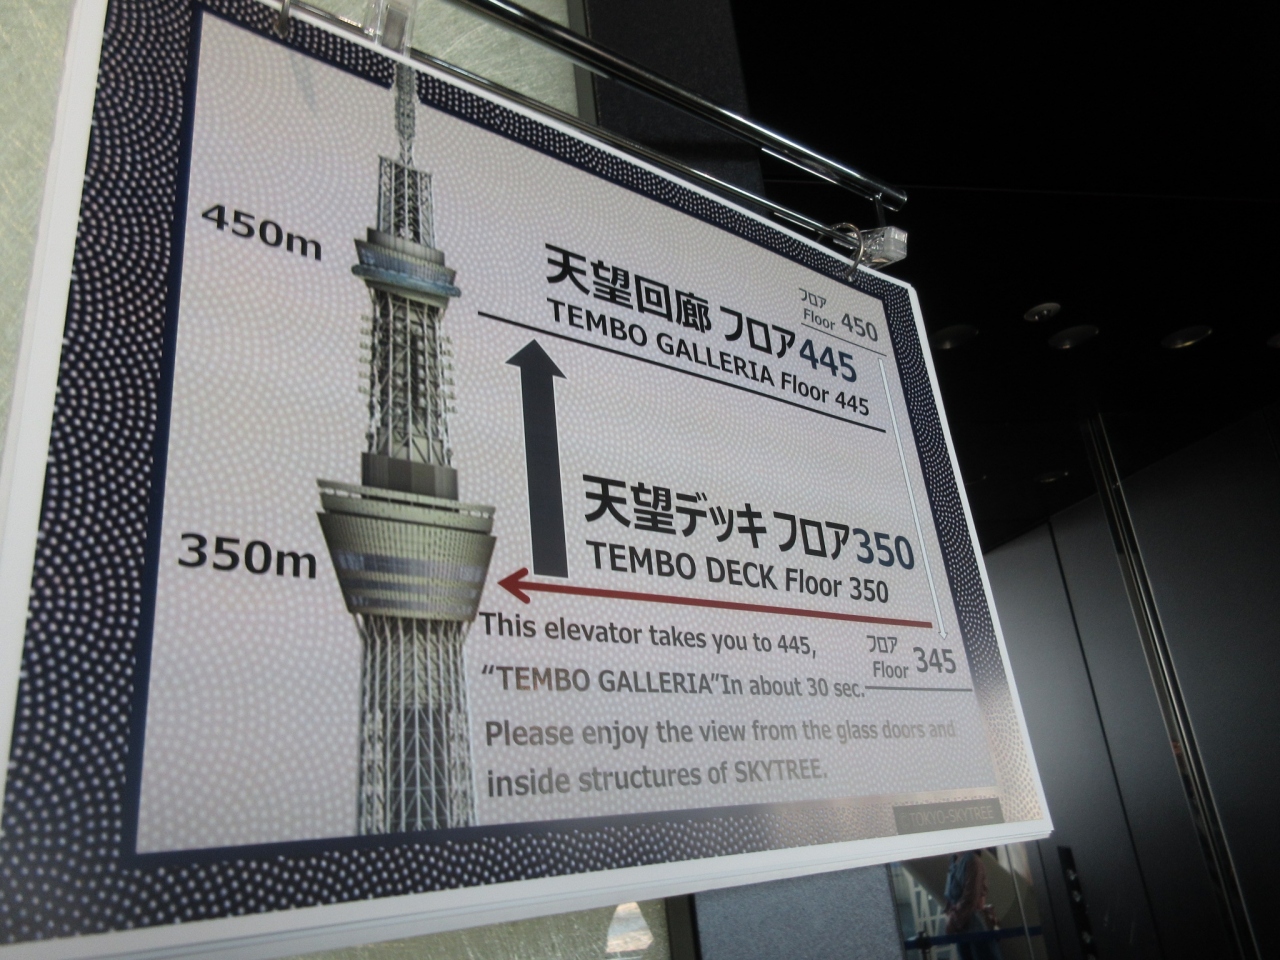 450m
天望回廊 フロア445
TEMBO GALLERIA Floor 445
フロア
Floor 450
350m
天望デッキ フロア350
TEMBO DECK Floor 350
フロア
Floor 345
This elevator takes you to 445,
“TEMBO GALLERIA”In about 30 sec.
Please enjoy the view from the glass doors and
inside structures of SKYTREE.
TOKYO-SKYTREE